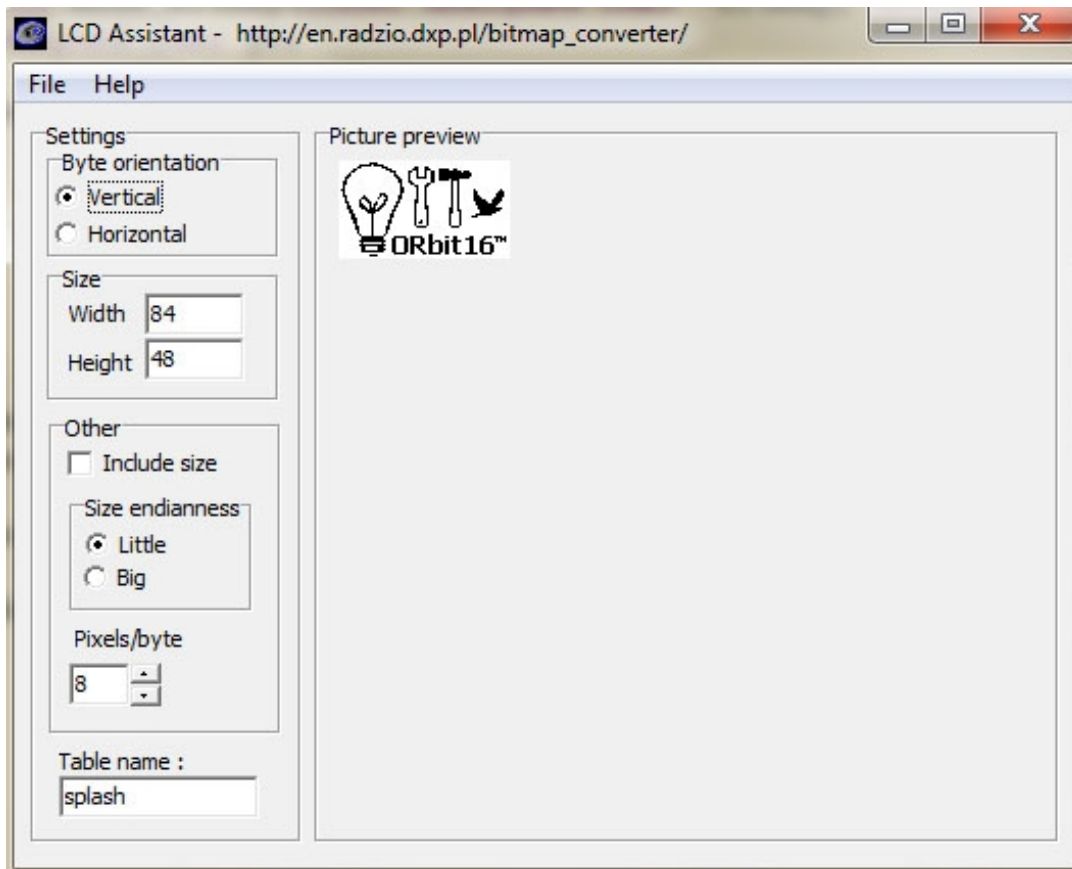 LCD Assistant - http://en.radzio.dxp.pl/bitmap_converter/
File Help
Settings
Byte orientation
Vertical
Horizontal
Size
Width 84
Height 48
Other
Include size
Size endianness
Little
Big
Pixels/byte
8
Table name :
splash
Picture preview
ORbit16™